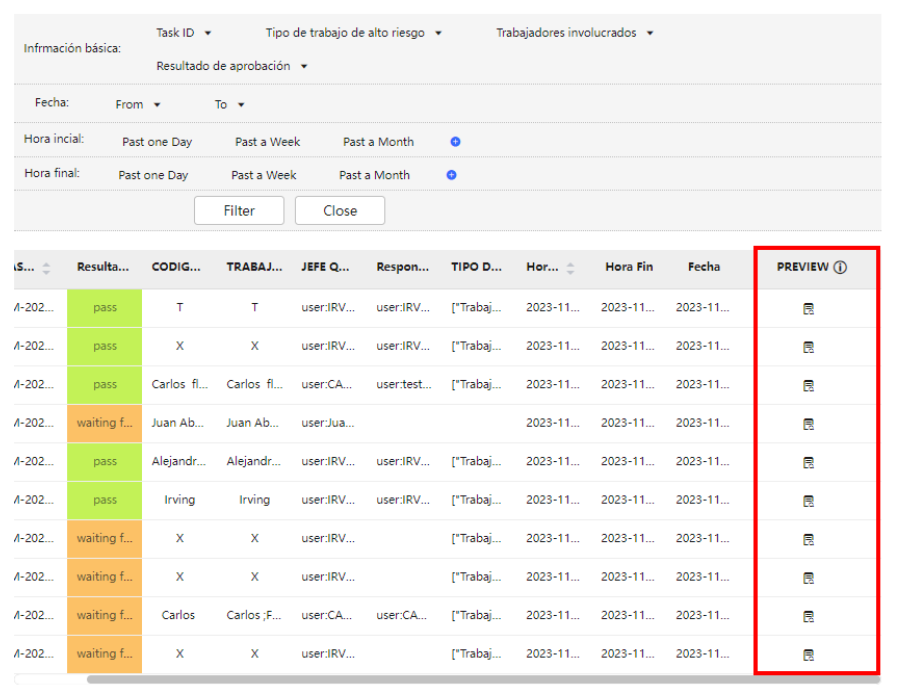 Task ID Tipo de trabajo de alto riesgo Trabajadores involucrados
Infrmación básica:
Resultado de aprobación
Fecha: From To
Hora incial: Past one Day Past a Week Past a Month
Hora final: Past one Day Past a Week Past a Month
Filter Close
AS... Resulta... CODIG... TRABAJ... JEFE Q... Respon... TIPO D... Hor... Hora Fin Fecha PREVIEW
M-202... pass T T user:IRV... user:IRV... ["Trabaj... 2023-11... 2023-11... 2023-11...
M-202... pass X X user:IRV... user:IRV... ["Trabaj... 2023-11... 2023-11... 2023-11...
M-202... pass Carlos fl... Carlos fl... user:CA... user:test... ["Trabaj... 2023-11... 2023-11... 2023-11...
M-202... waiting f... Juan Ab... Juan Ab... user:Jua... 2023-11... 2023-11... 2023-11...
M-202... pass Alejandr... Alejandr... user:IRV... user:IRV... ["Trabaj... 2023-11... 2023-11... 2023-11...
M-202... pass Irving Irving user:IRV... user:IRV... ["Trabaj... 2023-11... 2023-11... 2023-11...
M-202... waiting f... X X user:IRV... ["Trabaj... 2023-11... 2023-11... 2023-11...
M-202... waiting f... X X user:IRV... ["Trabaj... 2023-11... 2023-11... 2023-11...
M-202... waiting f... Carlos Carlos ;F... user:CA... user:CA... ["Trabaj... 2023-11... 2023-11... 2023-11...
M-202... waiting f... X X user:IRV... ["Trabaj... 2023-11... 2023-11... 2023-11...